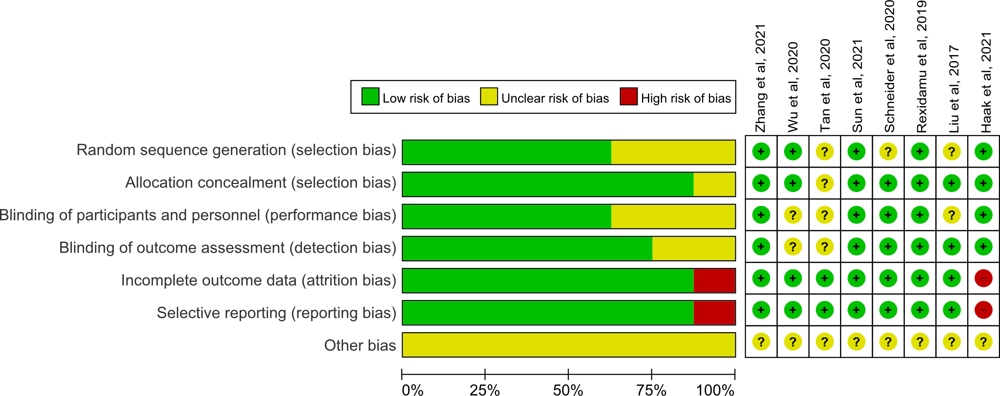 Zhang et al, 2021
Wu et al, 2020
Tan et al, 2020
Sun et al, 2021
Schneider et al, 2020
Rexidamu et al, 2019
Liu et al, 2017
Haak et al, 2021
Low risk of bias Unclear risk of bias High risk of bias
Random sequence generation (selection bias) + + ? + ? + ? +
Allocation concealment (selection bias) + + ? + + + + +
Blinding of participants and personnel (performance bias) + ? ? + + + ? +
Blinding of outcome assessment (detection bias) + ? ? + + + + +
Incomplete outcome data (atttrition bias) + + + + + + + –
Selective reporting (reporting bias) + + + + + + + –
Other bias ? ? ? ? ? ? ? ?
0% 25% 50% 75% 100%